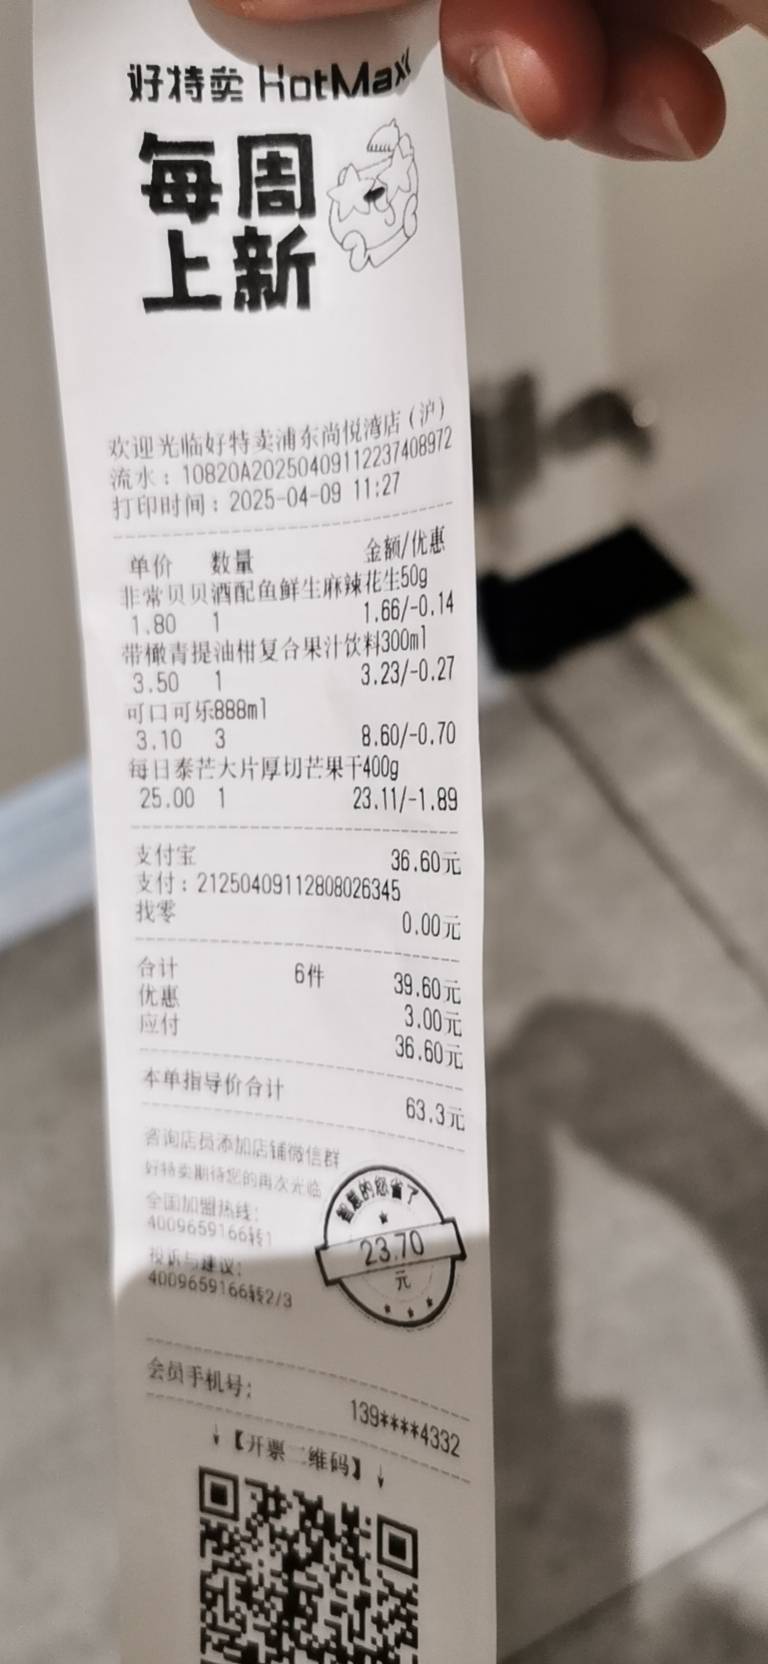 好特卖 HotMaxx
每周
上新
欢迎光临好特卖浦东尚悦湾店(沪)
流水：10820A20250409112237408972
打印时间：2025-04-09 11:27
单价 数量 金额/优惠
非常贝贝酒配鱼鲜生麻辣花生50g
1.80 1 1.66/-0.14
带橄青提油柑复合果汁饮料300ml
3.50 1 3.23/-0.27
可口可乐888ml
3.10 3 8.60/-0.70
每日泰芒大片厚切芒果干400g
25.00 1 23.11/-1.89
支付宝 36.60元
支付：21250409112808026345
找零 0.00元
合计 6件 39.60元
优惠 3.00元
应付 36.60元
本单指导价合计 63.3元
咨询店员添加店铺微信群
好特卖期待您的再次光临
全国加盟热线：
4009659166转1
投诉与建议：
4009659166转2/3
智慧的您省了
23.70
元
会员手机号： 139****4332
↓【开票二维码】↓